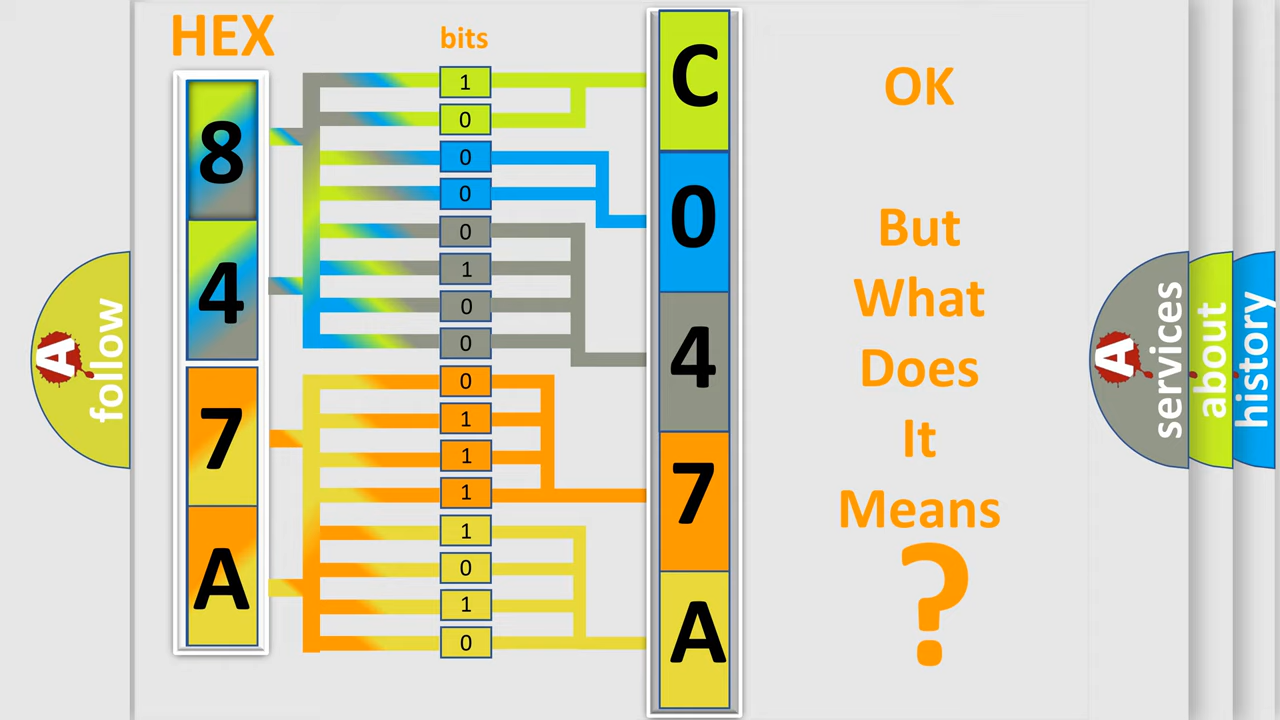 HEX
bits
8
4
7
A
1
0
0
0
0
1
0
0
0
1
1
1
1
0
1
0
C
0
4
7
A
OK
But
What
Does
It
Means
?
A
follow
A
services
about
history